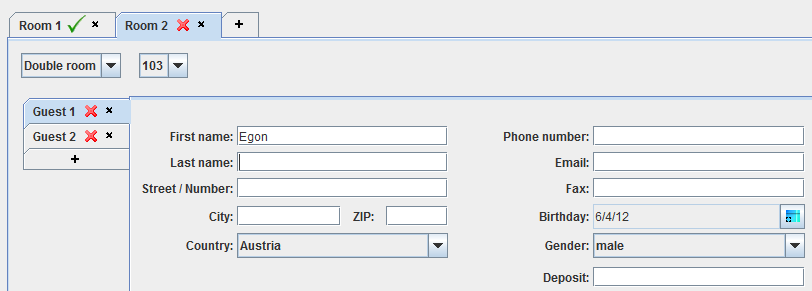 Room 1 × Room 2 × +
Double room 103
Guest 1 ×
Guest 2 ×
+
First name: Egon Phone number:
Last name: Email:
Street / Number: Fax:
City: ZIP: Birthday: 6/4/12
Country: Austria Gender: male
Deposit: